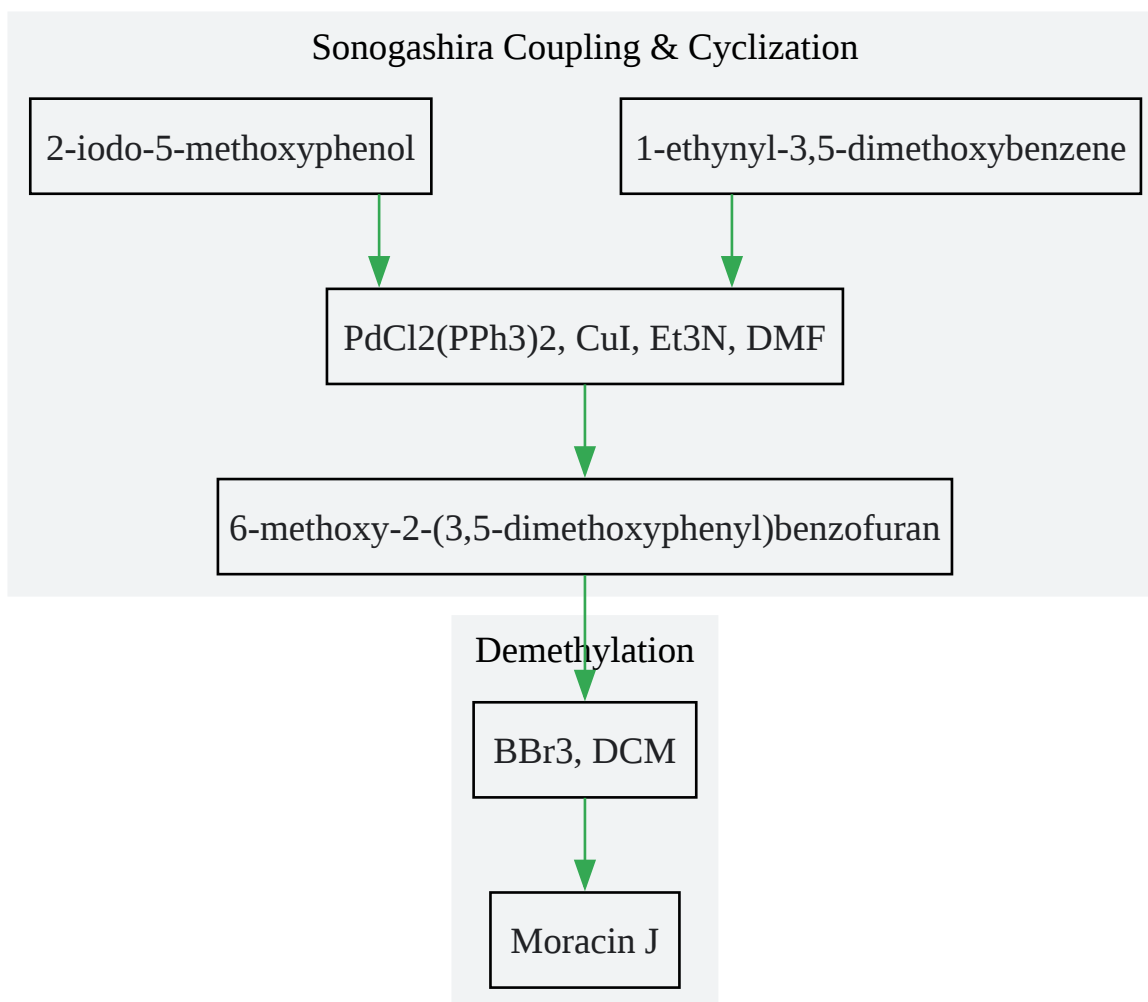 Sonogashira Coupling & Cyclization
2-iodo-5-methoxyphenol
1-ethynyl-3,5-dimethoxybenzene
PdCl2(PPh3)2, CuI, Et3N, DMF
6-methoxy-2-(3,5-dimethoxyphenyl)benzofuran
Demethylation
BBr3, DCM
Moracin J